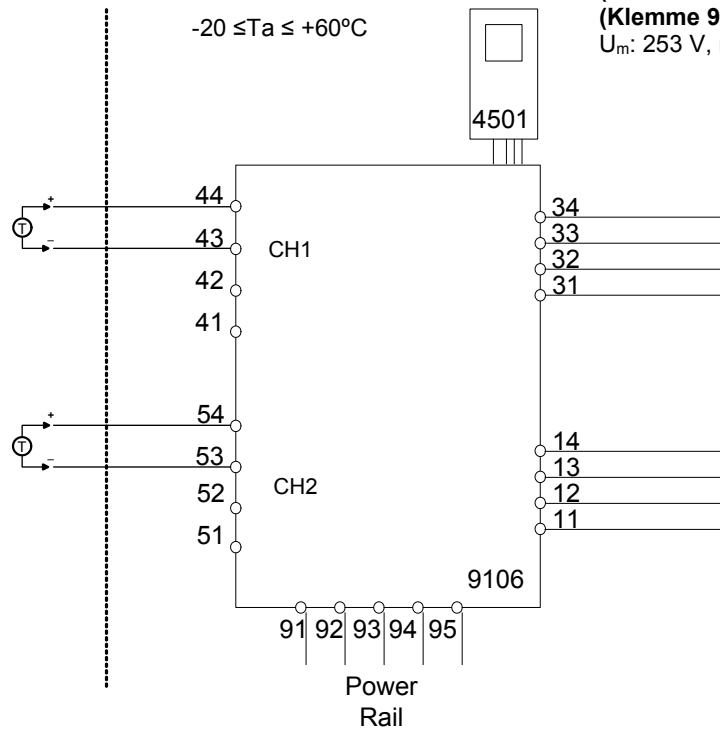 (Klemme 9
-20 ≤Ta ≤ +60ºC
Um: 253 V,
4501
44
43
42
41
CH1
34
33
32
31
+
T
–
54
53
52
51
CH2
14
13
12
11
+
T
–
9106
91 92 93 94 95
Power
Rail